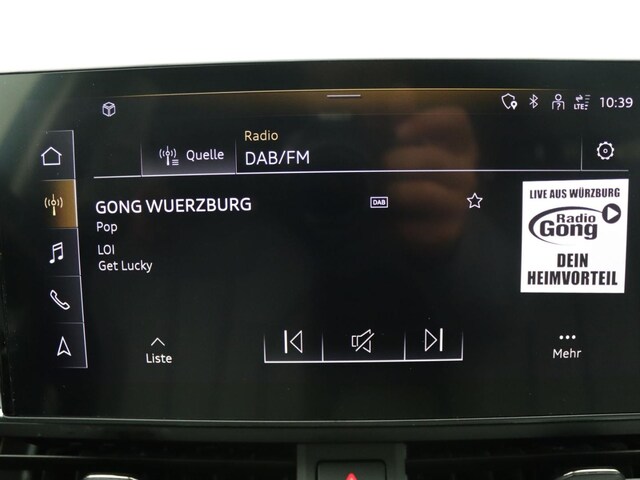 LTE
10:39
Radio
Quelle
DAB/FM
GONG WUERZBURG
DAB
Pop
LOI
Get Lucky
LIVE AUS WÜRZBURG
Radio
Gong
DEIN
HEIMVORTEIL
Liste
Mehr